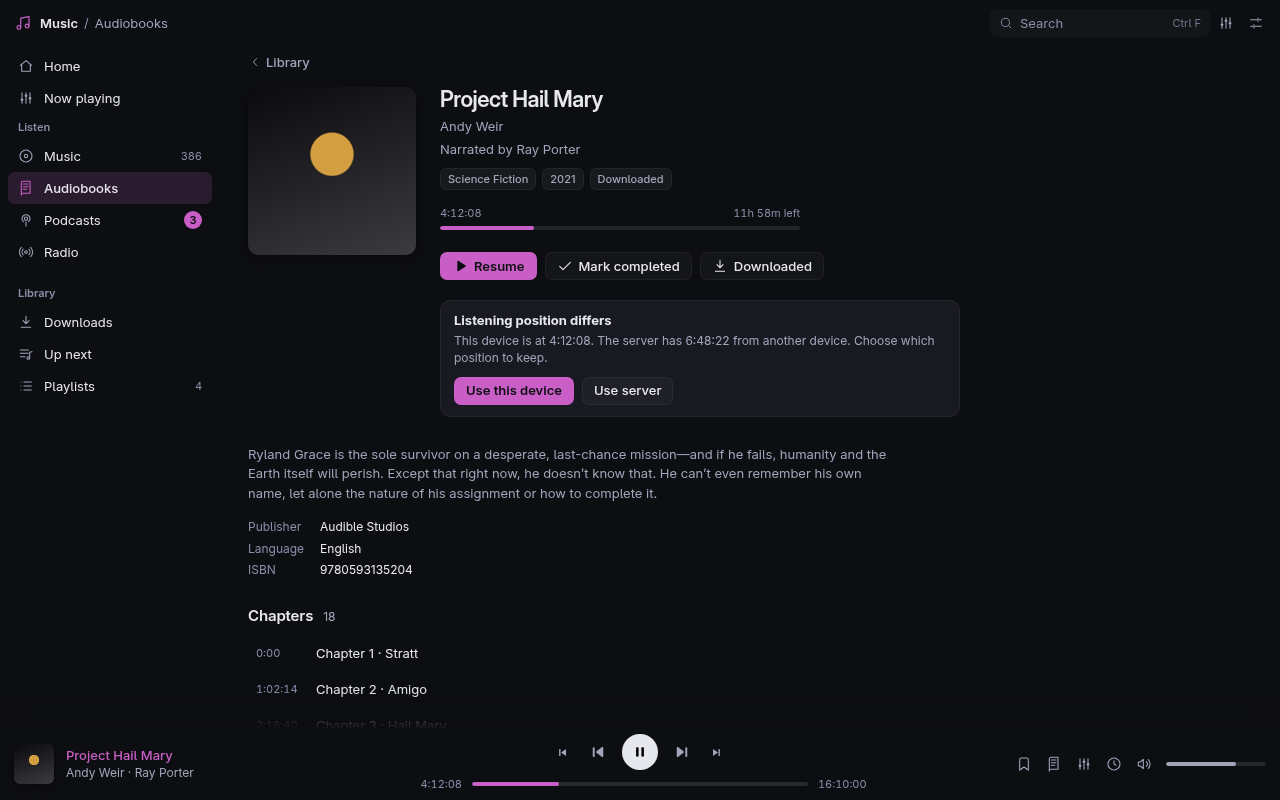 Music / Audiobooks
Search
Ctrl F
Home
Now playing
Listen
Music 386
Audiobooks
Podcasts 3
Radio
Library
Downloads
Up next
Playlists 4
Library
Project Hail Mary
Andy Weir
Narrated by Ray Porter
Science Fiction
2021
Downloaded
4:12:08
11h 58m left
Resume
Mark completed
Downloaded
Listening position differs
This device is at 4:12:08. The server has 6:48:22 from another device. Choose which
position to keep.
Use this device
Use server
Ryland Grace is the sole survivor on a desperate, last-chance mission—and if he fails, humanity and the
Earth itself will perish. Except that right now, he doesn’t know that. He can’t even remember his own
name, let alone the nature of his assignment or how to complete it.
Publisher Audible Studios
Language English
ISBN 9780593135204
Chapters 18
0:00 Chapter 1 · Stratt
1:02:14 Chapter 2 · Amigo
2:18:40 Chapter 3 · Hail Mary
Project Hail Mary
Andy Weir · Ray Porter
4:12:08
16:10:00